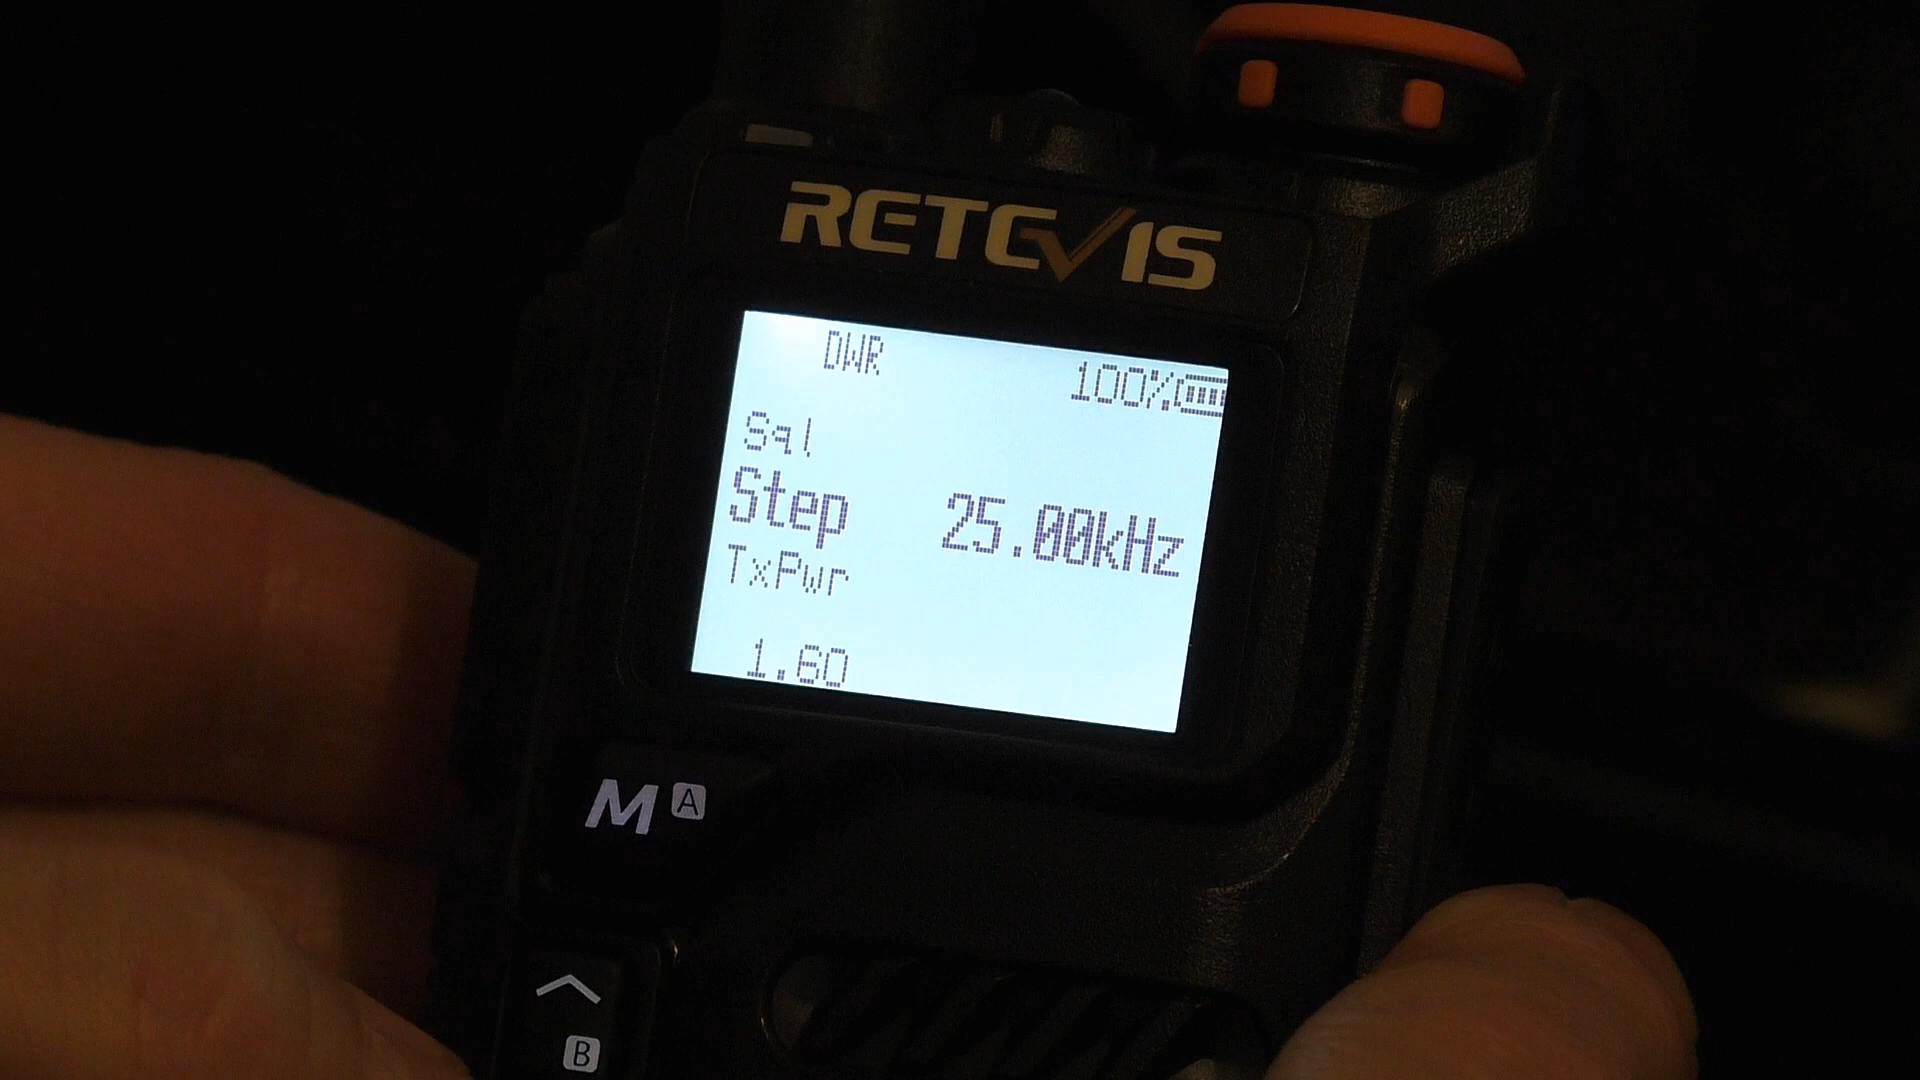 RETEVIS
DWR 100%
Sql
Step 25.00kHz
TxPwr
1.60
M A
B